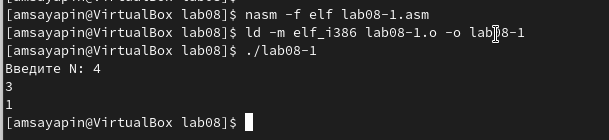 [amsayapin@VirtualBox lab08]$ nasm -f elf lab08-1.asm
[amsayapin@VirtualBox lab08]$ ld -m elf_i386 lab08-1.o -o lab08-1
[amsayapin@VirtualBox lab08]$ ./lab08-1
Введите N: 4
3
1
[amsayapin@VirtualBox lab08]$